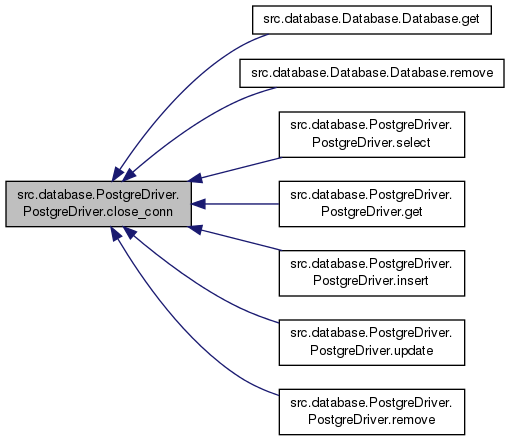 src.database.Database.Database.get
src.database.Database.Database.remove
src.database.PostgreDriver.
PostgreDriver.select
src.database.PostgreDriver.
PostgreDriver.close_conn
src.database.PostgreDriver.
PostgreDriver.get
src.database.PostgreDriver.
PostgreDriver.insert
src.database.PostgreDriver.
PostgreDriver.update
src.database.PostgreDriver.
PostgreDriver.remove